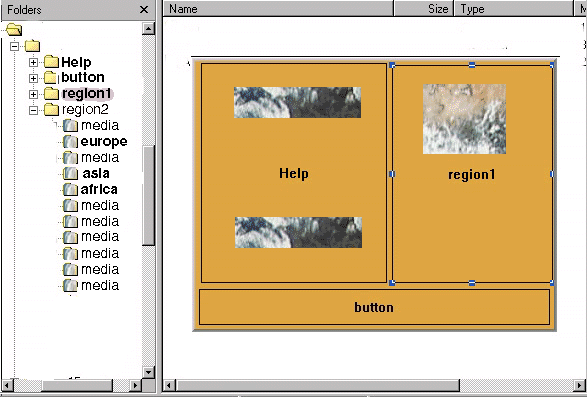 Folders
Help
button
region1
region2
media
europe
media
asia
africa
media
media
media
media
media
media
Name Size Type M
Help
region1
button